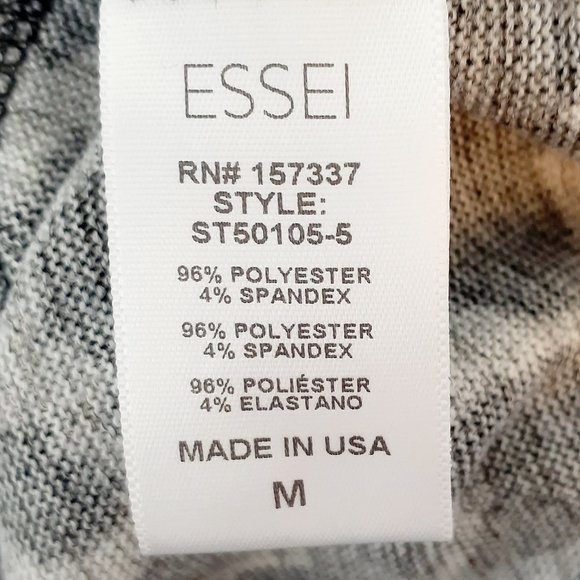 ESSEI
RN# 157337
STYLE:
ST50105-5
96% POLYESTER
4% SPANDEX
96% POLYESTER
4% SPANDEX
96% POLIÉSTER
4% ELASTANO
MADE IN USA
M